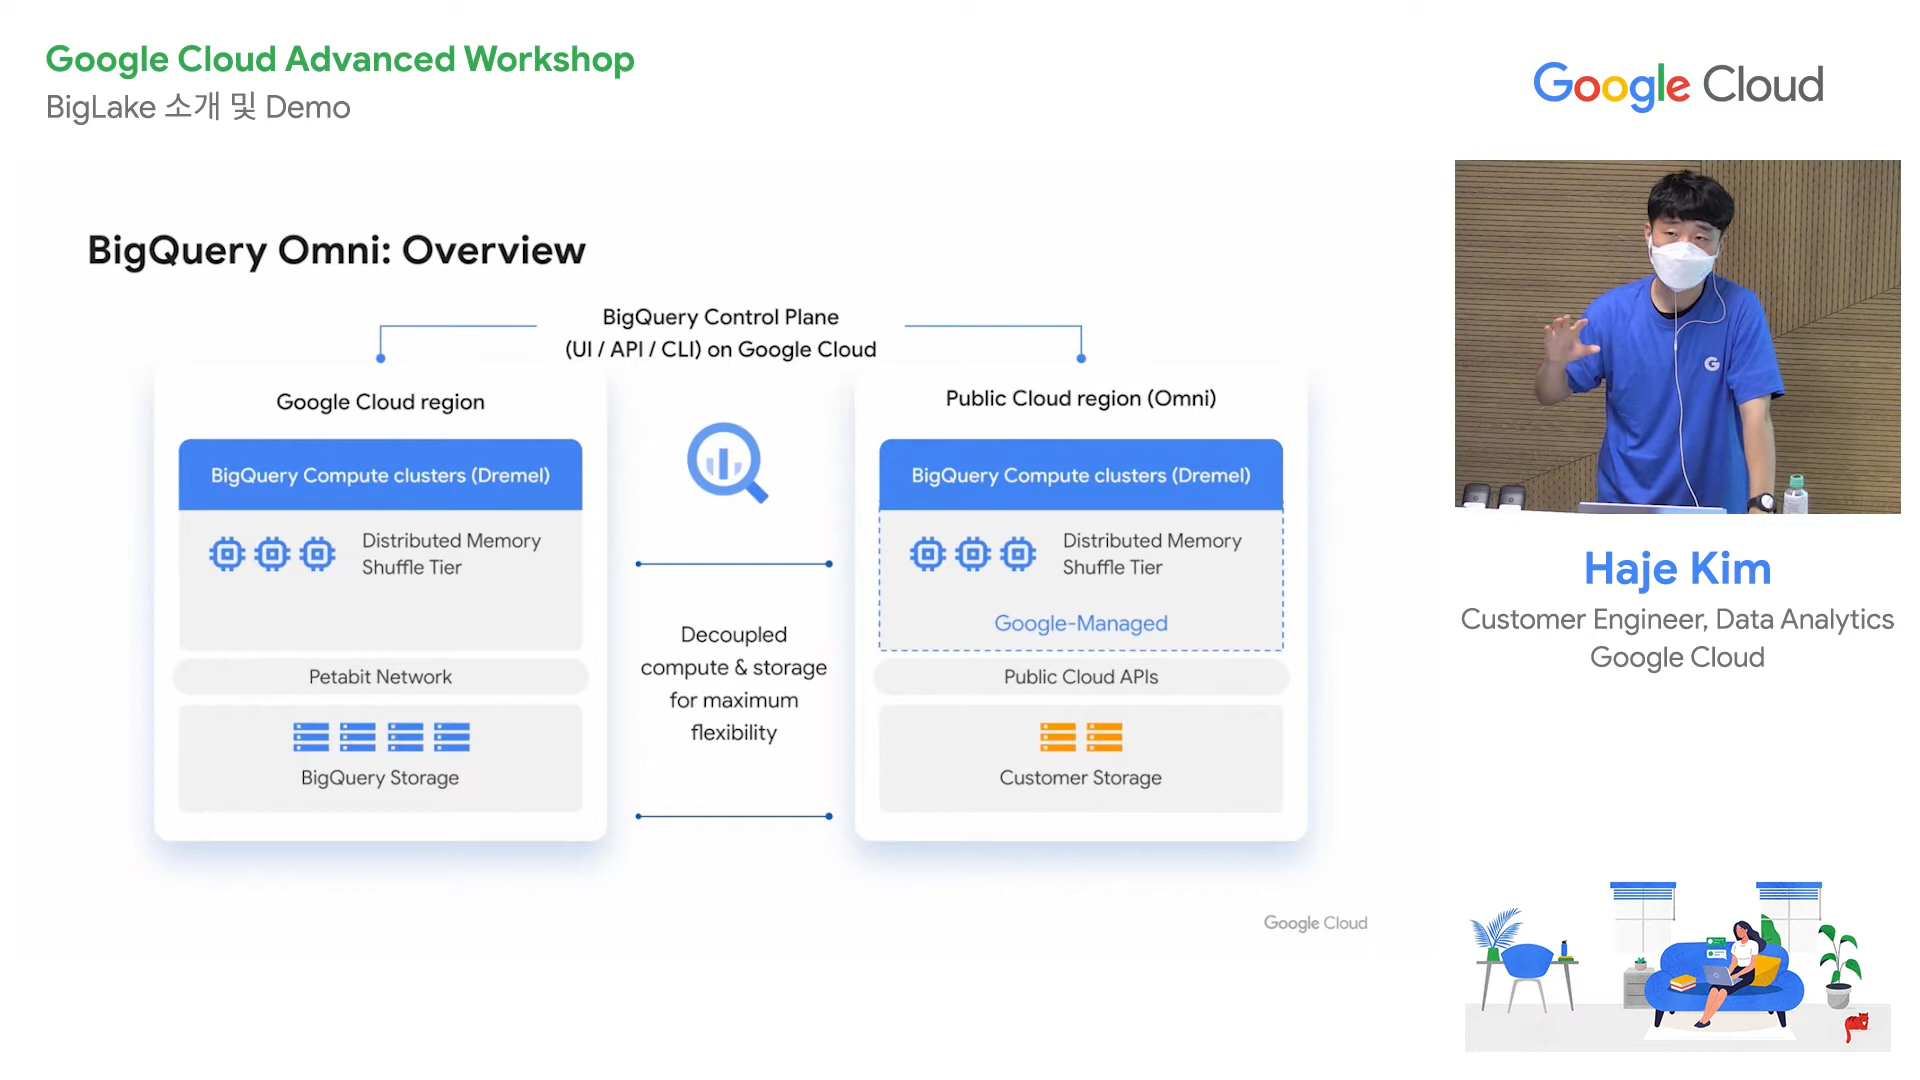 Google Cloud Advanced Workshop
BigLake 소개 및 Demo
Google Cloud
BigQuery Omni: Overview
BigQuery Control Plane
(UI / API / CLI) on Google Cloud
Google Cloud region
BigQuery Compute clusters (Dremel)
Distributed Memory
Shuffle Tier
Petabit Network
BigQuery Storage
Decoupled
compute & storage
for maximum
flexibility
Public Cloud region (Omni)
BigQuery Compute clusters (Dremel)
Distributed Memory
Shuffle Tier
Google-Managed
Public Cloud APIs
Customer Storage
Google Cloud
G
Haje Kim
Customer Engineer, Data Analytics
Google Cloud